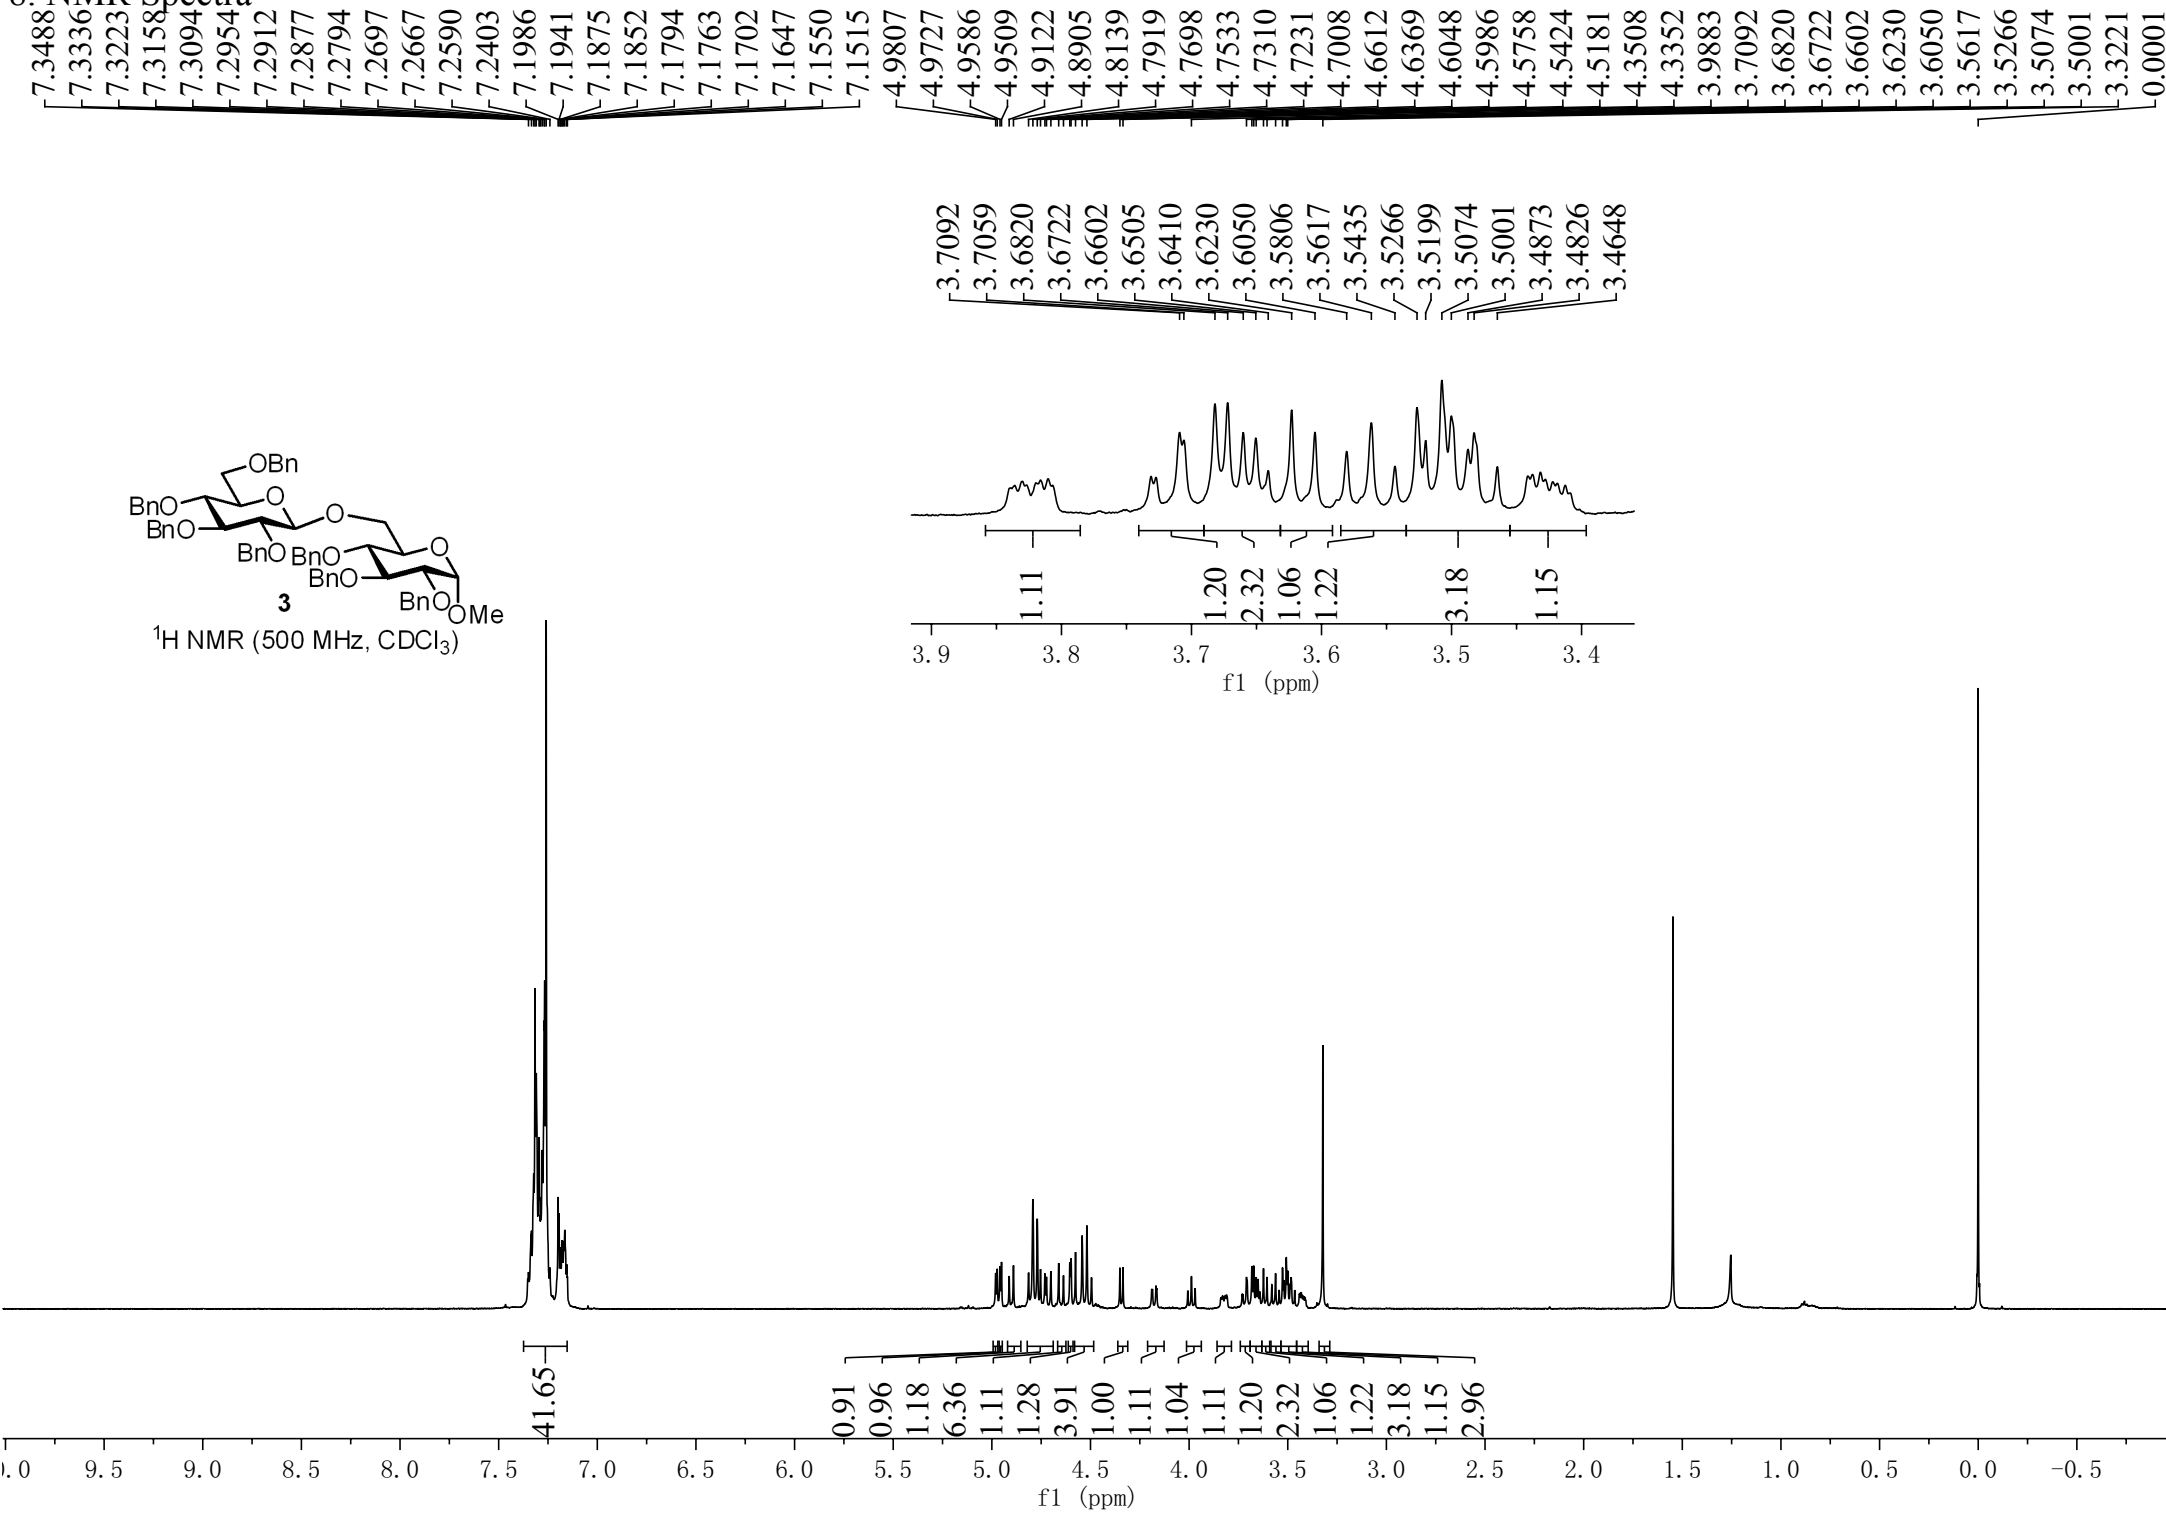 7.3488 7.3336 7.3223 7.3158 7.3094 7.2954 7.2912 7.2877 7.2794 7.2697 7.2667 7.2590 7.2403 7.1986 7.1941 7.1875 7.1852 7.1794 7.1763 7.1702 7.1647 7.1550 7.1515 4.9807 4.9727 4.9586 4.9509 4.9122 4.8905 4.8139 4.7919 4.7698 4.7533 4.7310 4.7231 4.7008 4.6612 4.6369 4.6048 4.5986 4.5758 4.5424 4.5181 4.3508 4.3352 3.9883 3.7092 3.6820 3.6722 3.6602 3.6230 3.6050 3.5617 3.5266 3.5074 3.5001 3.3221 0.0001
3.7092 3.7059 3.6820 3.6722 3.6602 3.6505 3.6410 3.6230 3.6050 3.5806 3.5617 3.5435 3.5266 3.5199 3.5074 3.5001 3.4873 3.4826 3.4648
OBn
BnO O
BnO O
BnO BnO O
BnO
BnO
OMe
3
¹H NMR (500 MHz, CDCl₃)
1.11 1.20 2.32 1.06 1.22 3.18 1.15
3.9 3.8 3.7 3.6 3.5 3.4
f1 (ppm)
41.65 0.91 0.96 1.18 6.36 1.11 1.28 3.91 1.00 1.11 1.04 1.11 1.20 2.32 1.06 1.22 3.18 1.15 2.96
9.5 9.0 8.5 8.0 7.5 7.0 6.5 6.0 5.5 5.0 4.5 4.0 3.5 3.0 2.5 2.0 1.5 1.0 0.5 0.0 -0.5
f1 (ppm)